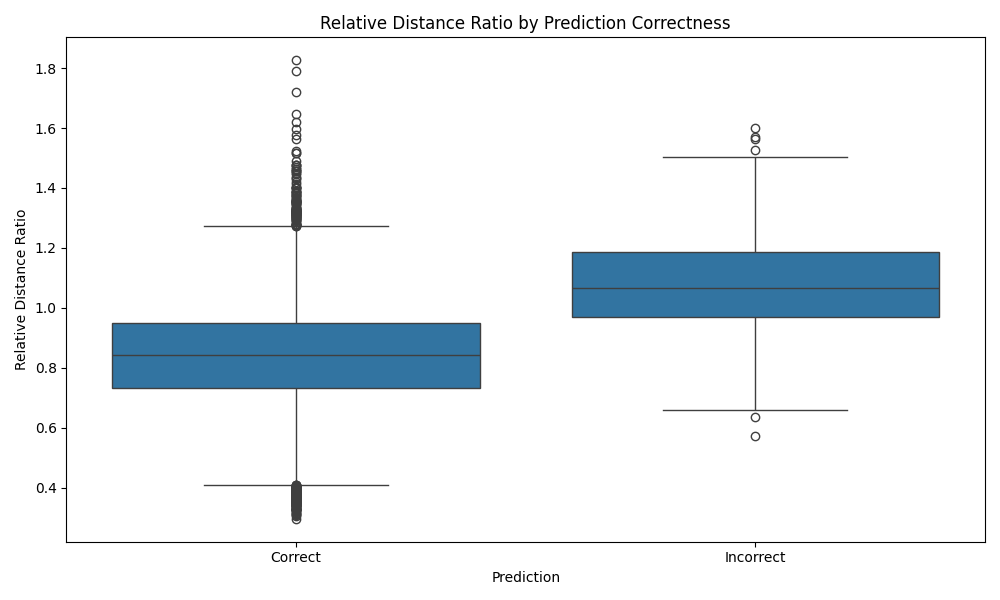 Relative Distance Ratio by Prediction Correctness
Relative Distance Ratio
1.8
1.6
1.4
1.2
1.0
0.8
0.6
0.4
Correct
Incorrect
Prediction